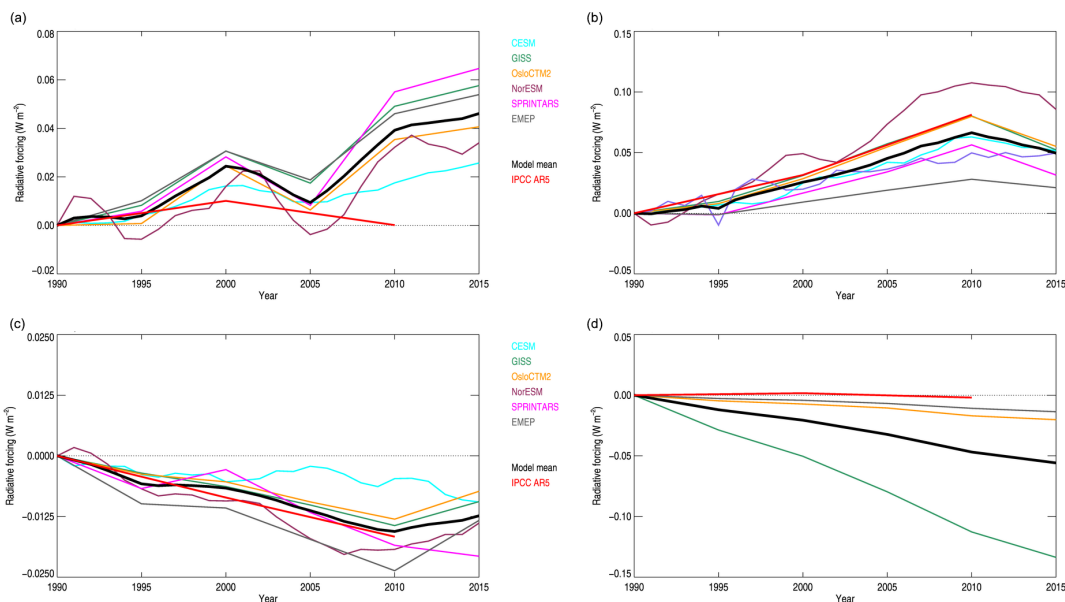 (a)
0.08
0.06
0.04
0.02
0.00
−0.02
Radiative forcing (W m⁻²)
1990
1995
2000
2005
2010
2015
Year
CESM
GISS
OsloCTM2
NorESM
SPRINTARS
EMEP
Model mean
IPCC AR5
(b)
0.15
0.10
0.05
0.00
−0.05
Radiative forcing (W m⁻²)
1990
1995
2000
2005
2010
2015
Year
(c)
0.0250
0.0125
0.0000
−0.0125
−0.0250
Radiative forcing (W m⁻²)
1990
1995
2000
2005
2010
2015
Year
CESM
GISS
OsloCTM2
NorESM
SPRINTARS
EMEP
Model mean
IPCC AR5
(d)
0.05
0.00
−0.05
−0.10
−0.15
Radiative forcing (W m⁻²)
1990
1995
2000
2005
2010
2015
Year